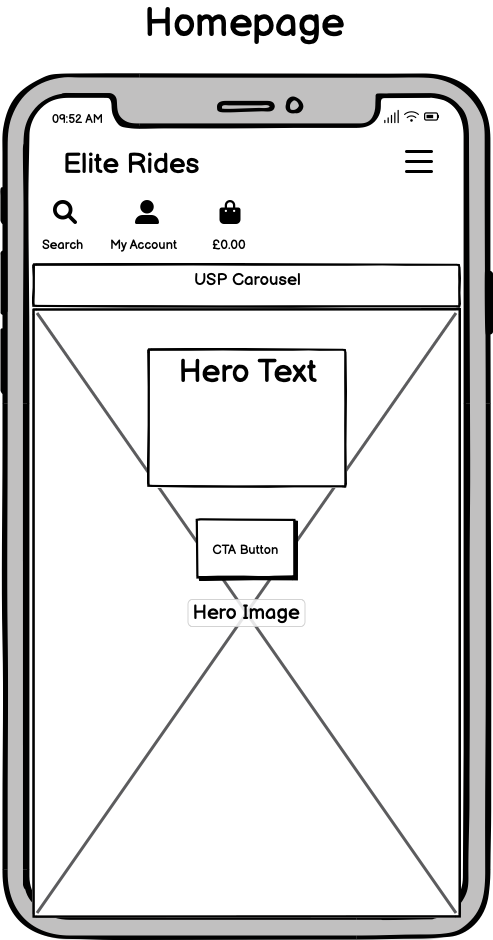 Homepage
09:52 AM
Elite Rides
Search My Account £0.00
USP Carousel
Hero Text
CTA Button
Hero Image